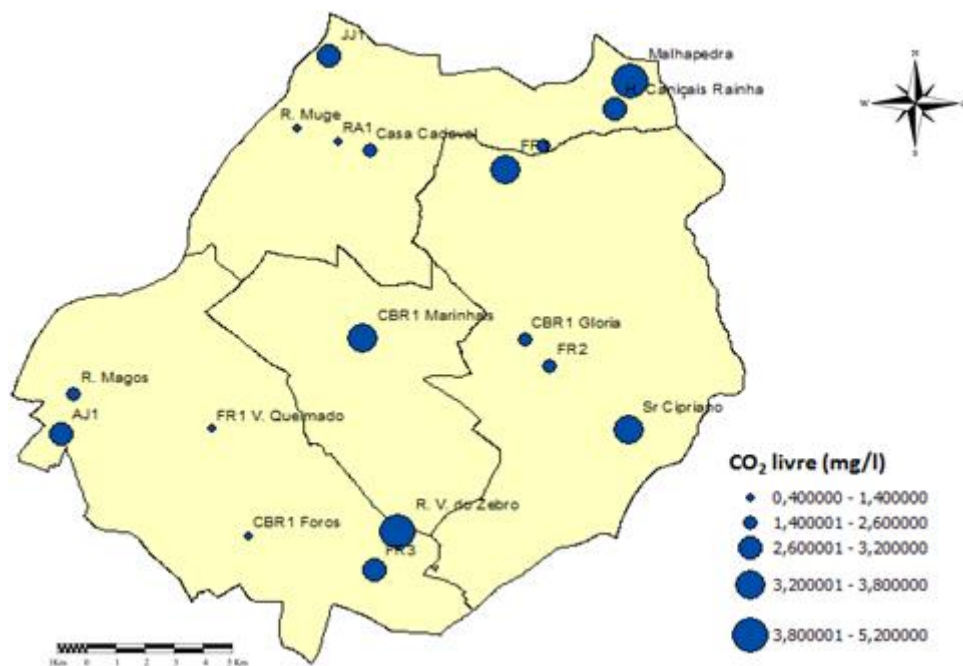 JJ1
Malhapedra
H. Caniçais Rainha
R. Muge
RA1
Casa Cadaval
FR1
CBR1 Marinhais
CBR1 Gloria
FR2
R. Magos
AJ1
FR1 V. Queimado
Sr Cipriano
R. V. do Zebro
CBR1 Foros
FR3
N
W
S
CO₂ livre (mg/l)
0,400000 - 1,400000
1,400001 - 2,600000
2,600001 - 3,200000
3,200001 - 3,800000
3,800001 - 5,200000
1Km 0 1 2 3 4 5 Km